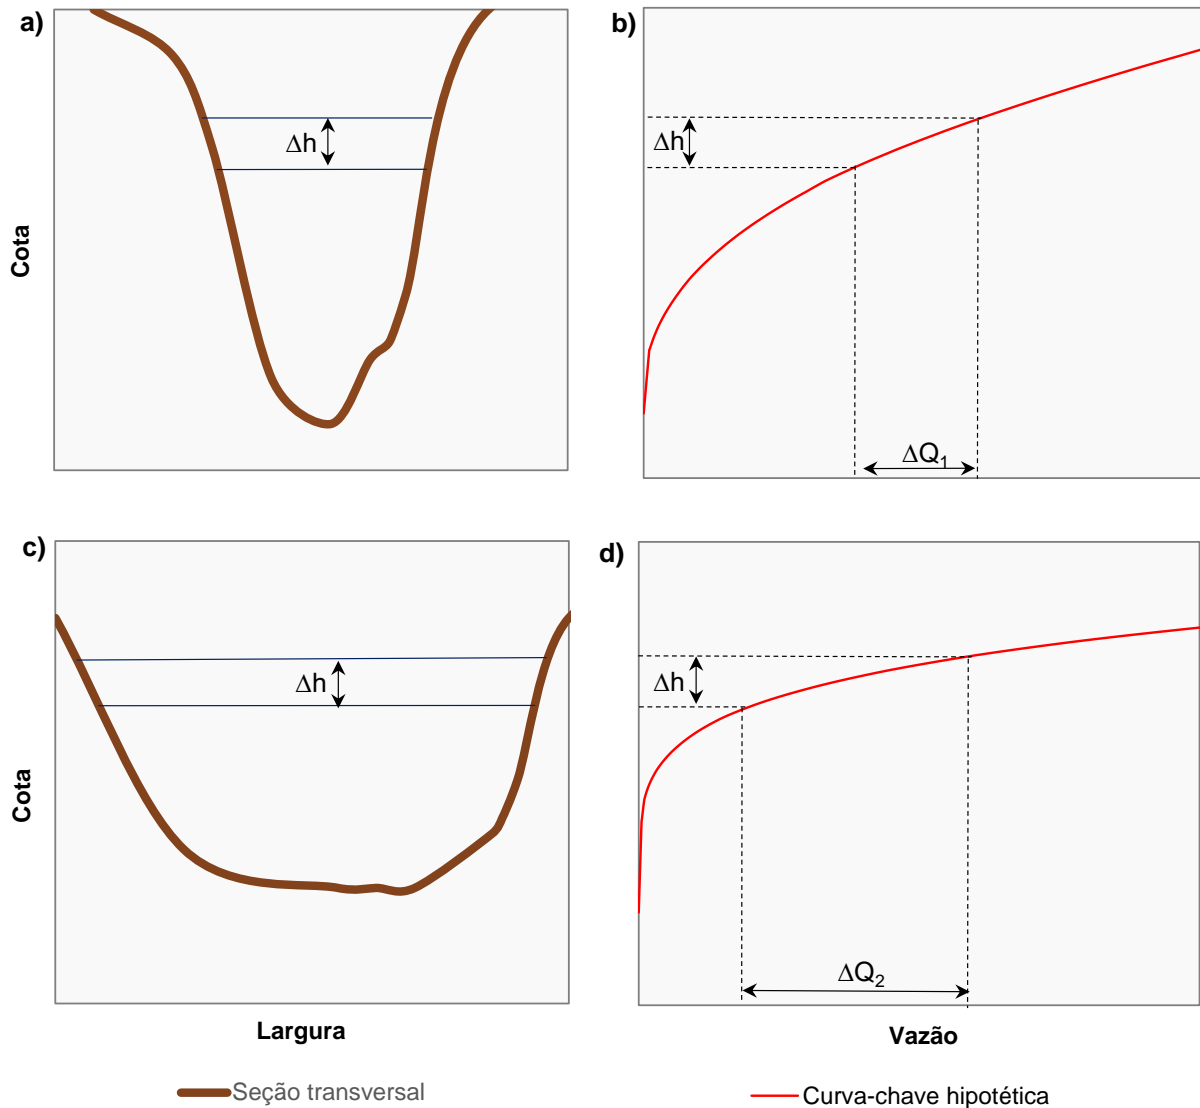 a)
Cota
Δh
b)
Δh
ΔQ1
c)
Cota
Δh
Largura
d)
Δh
ΔQ2
Vazão
Seção transversal
Curva-chave hipotética